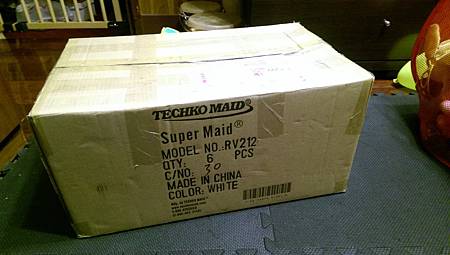 TECHKO MAID®
Super Maid®
MODEL NO.:RV212
QTY: 6 PCS
C/NO: 30
MADE IN CHINA
COLOR: WHITE